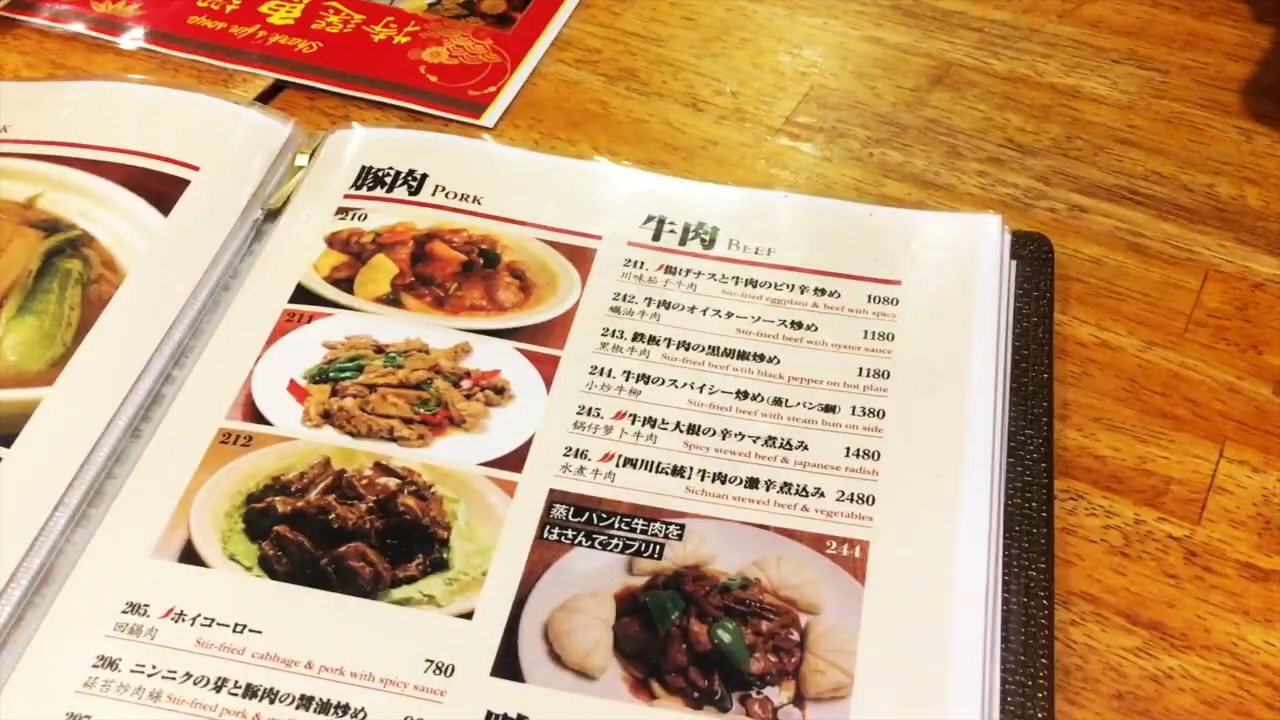 Shark's fin soup
豚肉 PORK
210
211
212
205. ホイコーロー
回鍋肉
Stir-fried cabbage & pork with spicy sauce
780
206. ニンニクの芽と豚肉の醤油炒め
蒜苔炒肉絲 Stir-fried pork &
207.
牛肉 BEEF
241. 揚げナスと牛肉のピリ辛炒め 1080
川味茄子牛肉 Stir-fried eggplant & beef with spicy
242. 牛肉のオイスターソース炒め 1180
蠣油牛肉 Stir-fried beef with oyster sauce
243. 鉄板牛肉の黒胡椒炒め 1180
黒椒牛肉 Stir-fried beef with black pepper on hot plate
244. 牛肉のスパイシー炒め(蒸しパン5個) 1380
小炒牛柳 Stir-fried beef with steam bun on side
245. 牛肉と大根の辛ウマ煮込み 1480
锅仔萝卜牛肉 Spicy stewed beef & japanese radish
246. 【四川伝統】牛肉の激辛煮込み 2480
水煮牛肉 Sichuan stewed beef & vegetables
蒸しパンに牛肉を
はさんでガブリ!
244